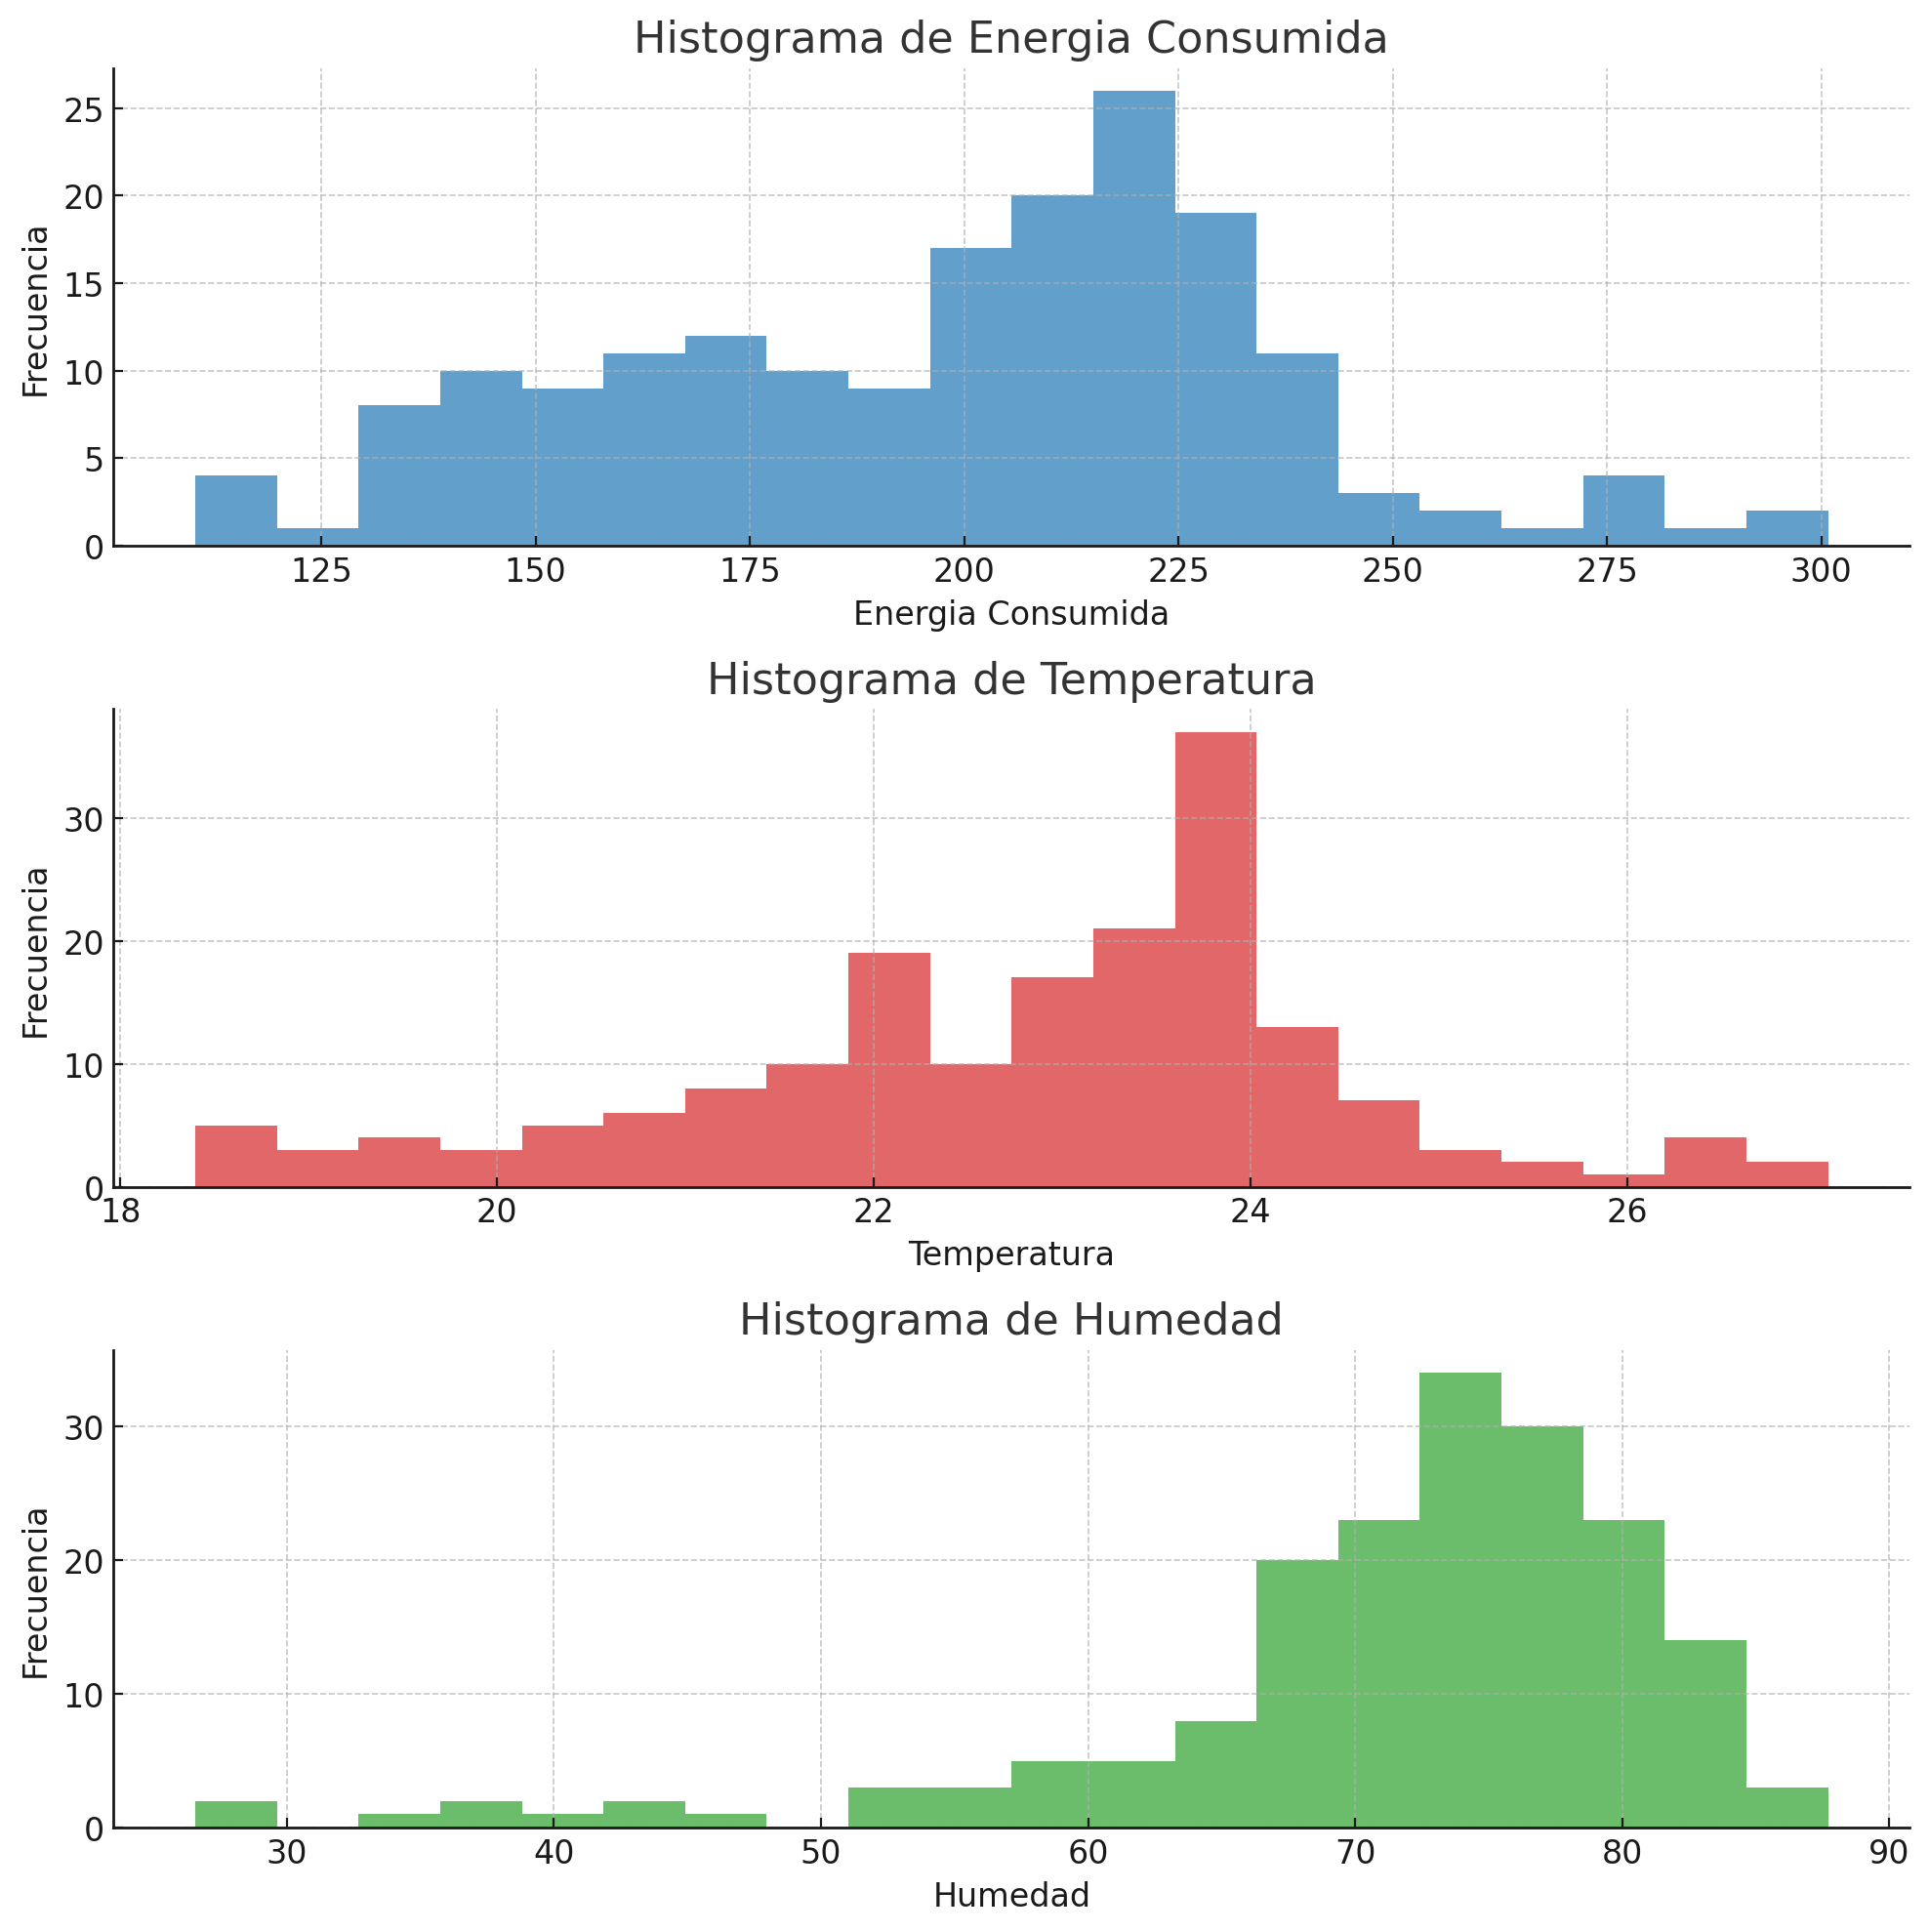 Histograma de Energia Consumida
25
20
15
10
5
0
Frecuencia
125 150 175 200 225 250 275 300
Energia Consumida
Histograma de Temperatura
30
20
10
0
Frecuencia
18 20 22 24 26
Temperatura
Histograma de Humedad
30
20
10
0
Frecuencia
30 40 50 60 70 80 90
Humedad